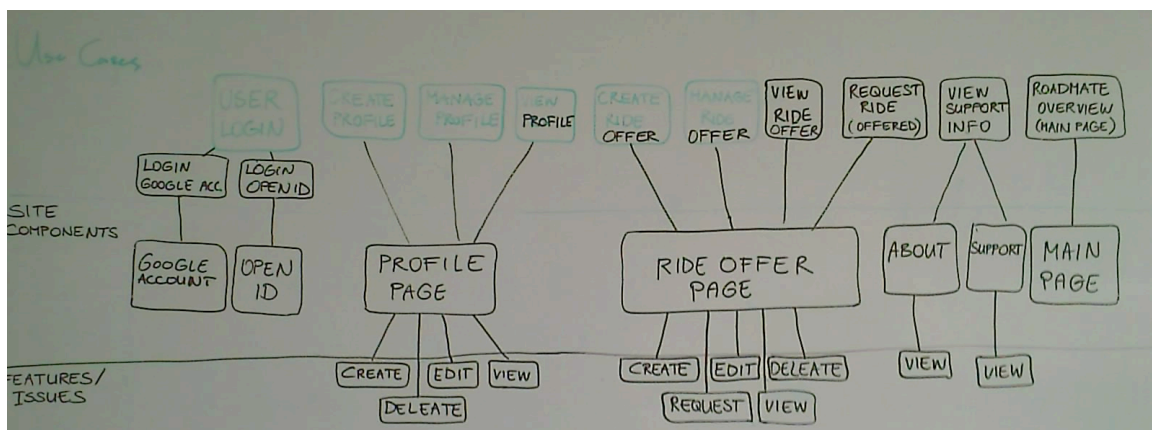 Use Cases
USER
LOGIN
CREATE
PROFILE
MANAGE
PROFILE
VIEW
PROFILE
CREATE
RIDE
OFFER
MANAGE
RIDE
OFFER
VIEW
RIDE
OFFER
REQUEST
RIDE
(OFFERED)
VIEW
SUPPORT
INFO
ROADMATE
OVERVIEW
(MAIN PAGE)
LOGIN
GOOGLE ACC.
LOGIN
OPEN ID
SITE
COMPONENTS
GOOGLE
ACCOUNT
OPEN
ID
PROFILE
PAGE
RIDE OFFER
PAGE
ABOUT
SUPPORT
MAIN
PAGE
FEATURES/
ISSUES
CREATE
DELEATE
EDIT
VIEW
CREATE
REQUEST
EDIT
VIEW
DELEATE
VIEW
VIEW